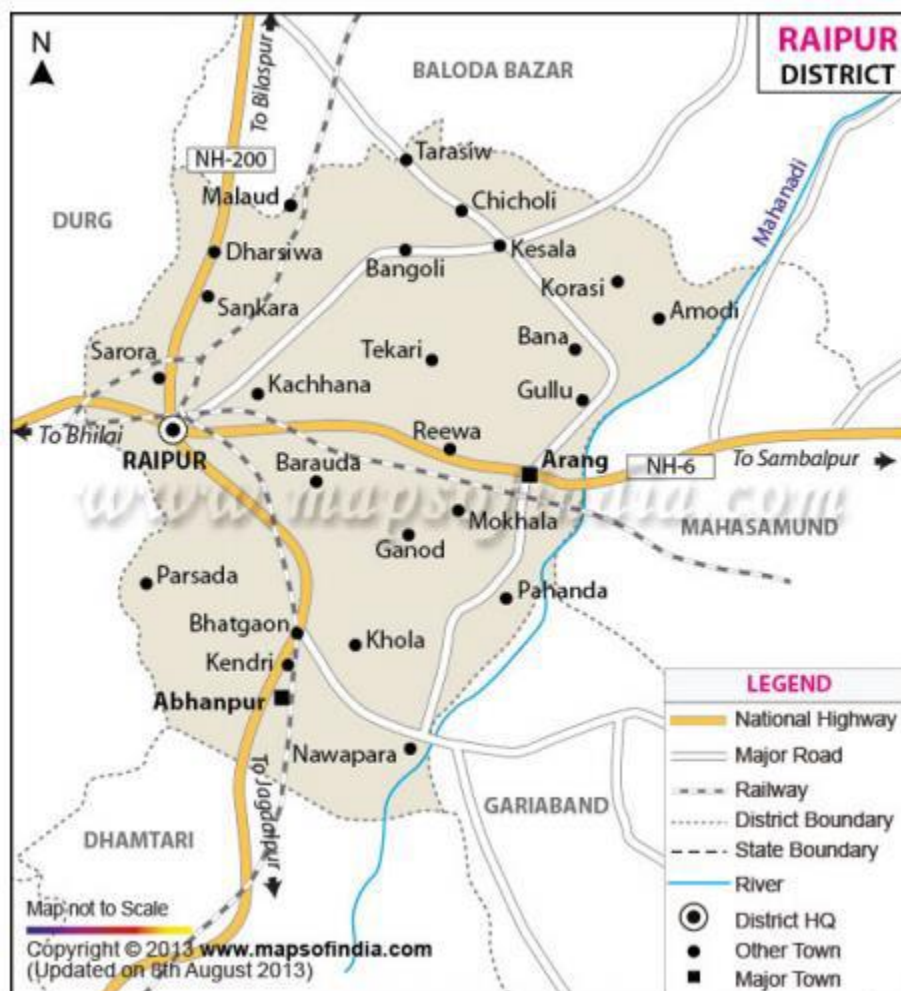 RAIPUR
DISTRICT
N
To Bilaspur
BALODA BAZAR
NH-200
Tarasiw
Malaud
Chicholi
Mahanadi
DURG
Dharsiwa
Kesala
Bangoli
Korasi
Sankara
Amodi
Bana
Tekari
Sarora
Kachhana
Gullu
To Bhilai
Reewa
RAIPUR
Barauda
Arang
NH-6
To Sambalpur
www.mapsofindia.com
Mokhala
MAHASAMUND
Ganod
Parsada
Pahanda
Bhatgaon
Khola
Kendri
Abhanpur
Nawapara
To Jagdalpur
GARIABAND
DHAMTARI
LEGEND
National Highway
Major Road
Railway
District Boundary
State Boundary
River
District HQ
Other Town
Major Town
Map not to Scale
Copyright © 2013 www.mapsofindia.com
(Updated on 8th August 2013)